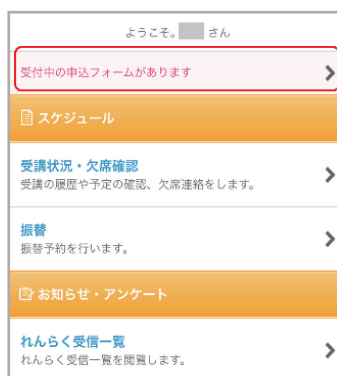 ようこそ。 さん
受付中の申込フォームがあります
スケジュール
受講状況・欠席確認
受講の履歴や予定の確認、欠席連絡をします。
振替
振替予約を行います。
お知らせ・アンケート
れんらく受信一覧
れんらく受信一覧を閲覧します。